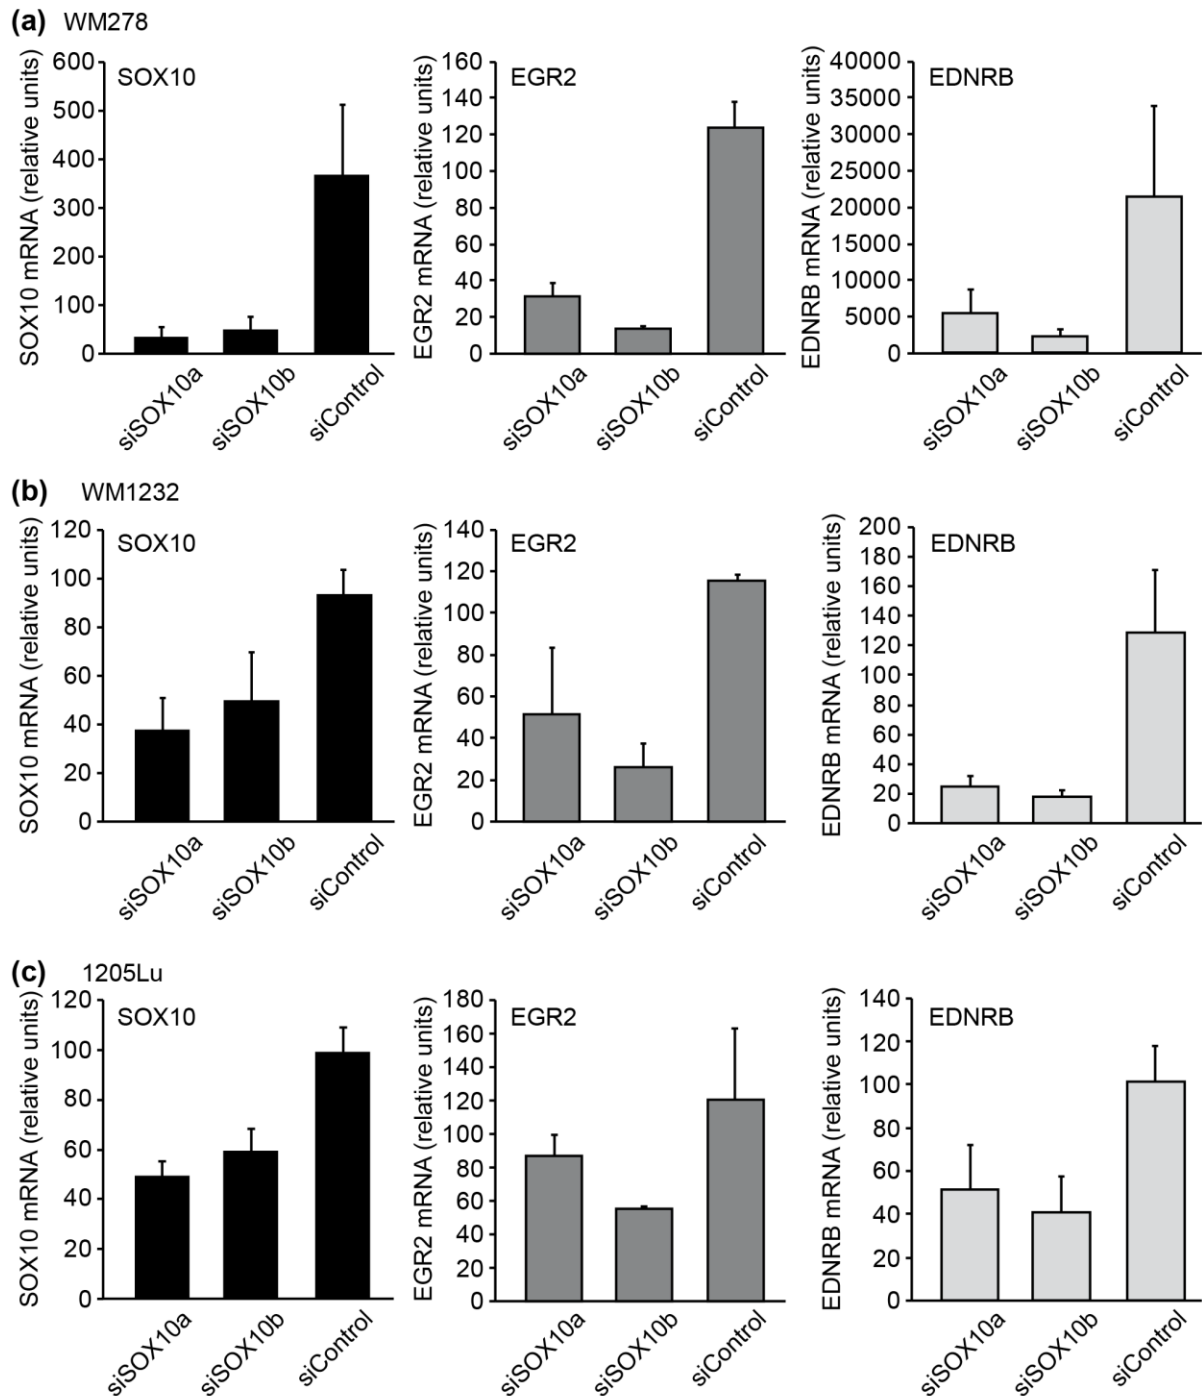 (a) WM278
SOX10 mRNA (relative units)
600
500
400
300
200
100
0
SOX10
siSOX10a
siSOX10b
siControl
EGR2 mRNA (relative units)
160
140
120
100
80
60
40
20
0
EGR2
siSOX10a
siSOX10b
siControl
EDNRB mRNA (relative units)
40000
35000
30000
25000
20000
15000
10000
5000
0
EDNRB
siSOX10a
siSOX10b
siControl
(b) WM1232
SOX10 mRNA (relative units)
120
100
80
60
40
20
0
SOX10
siSOX10a
siSOX10b
siControl
EGR2 mRNA (relative units)
140
120
100
80
60
40
20
0
EGR2
siSOX10a
siSOX10b
siControl
EDNRB mRNA (relative units)
200
180
160
140
120
100
80
60
40
20
0
EDNRB
siSOX10a
siSOX10b
siControl
(c) 1205Lu
SOX10 mRNA (relative units)
120
100
80
60
40
20
0
SOX10
siSOX10a
siSOX10b
siControl
EGR2 mRNA (relative units)
180
160
140
120
100
80
60
40
20
0
EGR2
siSOX10a
siSOX10b
siControl
EDNRB mRNA (relative units)
140
120
100
80
60
40
20
0
EDNRB
siSOX10a
siSOX10b
siControl